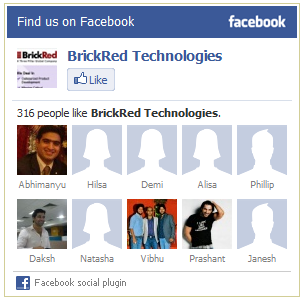 Find us on Facebook
facebook
BrickRed
BrickRed Technologies
Like
316 people like BrickRed Technologies.
Abhimanyu Hilsa Demi Alisa Phillip
Daksh Natasha Vibhu Prashant Janesh
Facebook social plugin